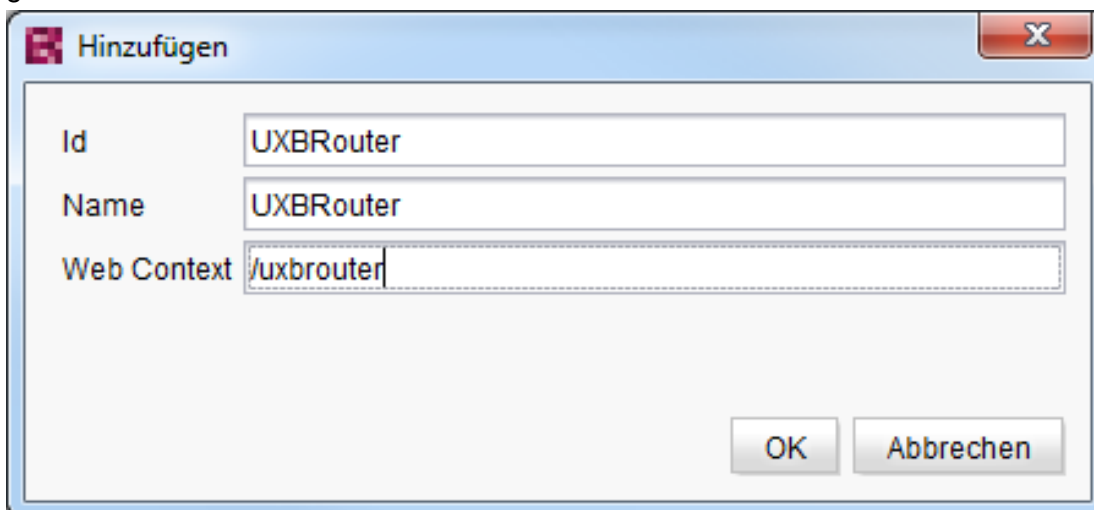 Hinzufügen
Id UXBRouter
Name UXBRouter
Web Context /uxbrouter
OK Abbrechen